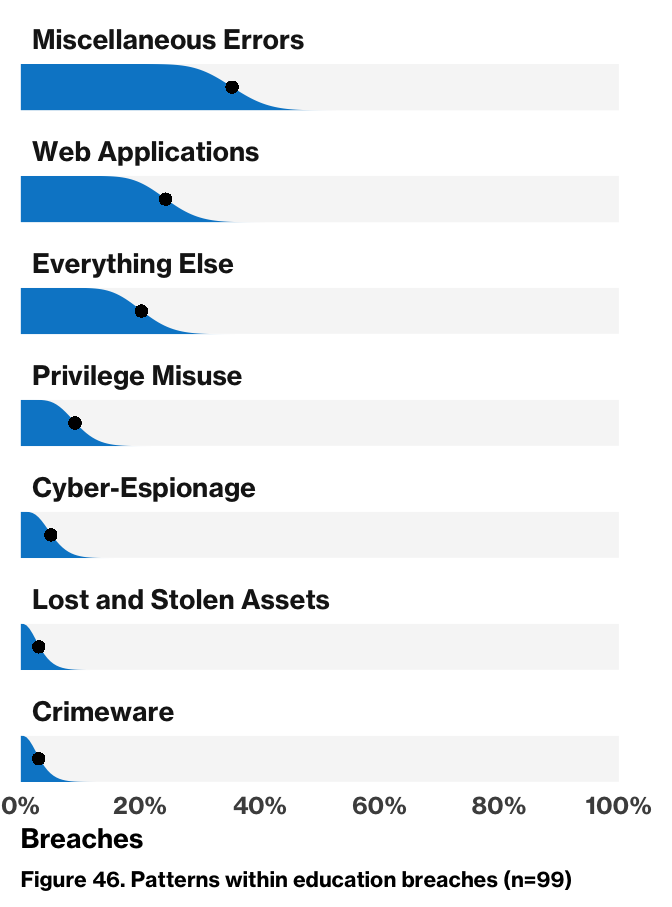 Miscellaneous Errors
Web Applications
Everything Else
Privilege Misuse
Cyber-Espionage
Lost and Stolen Assets
Crimeware
0% 20% 40% 60% 80% 100%
Breaches
Figure 46. Patterns within education breaches (n=99)